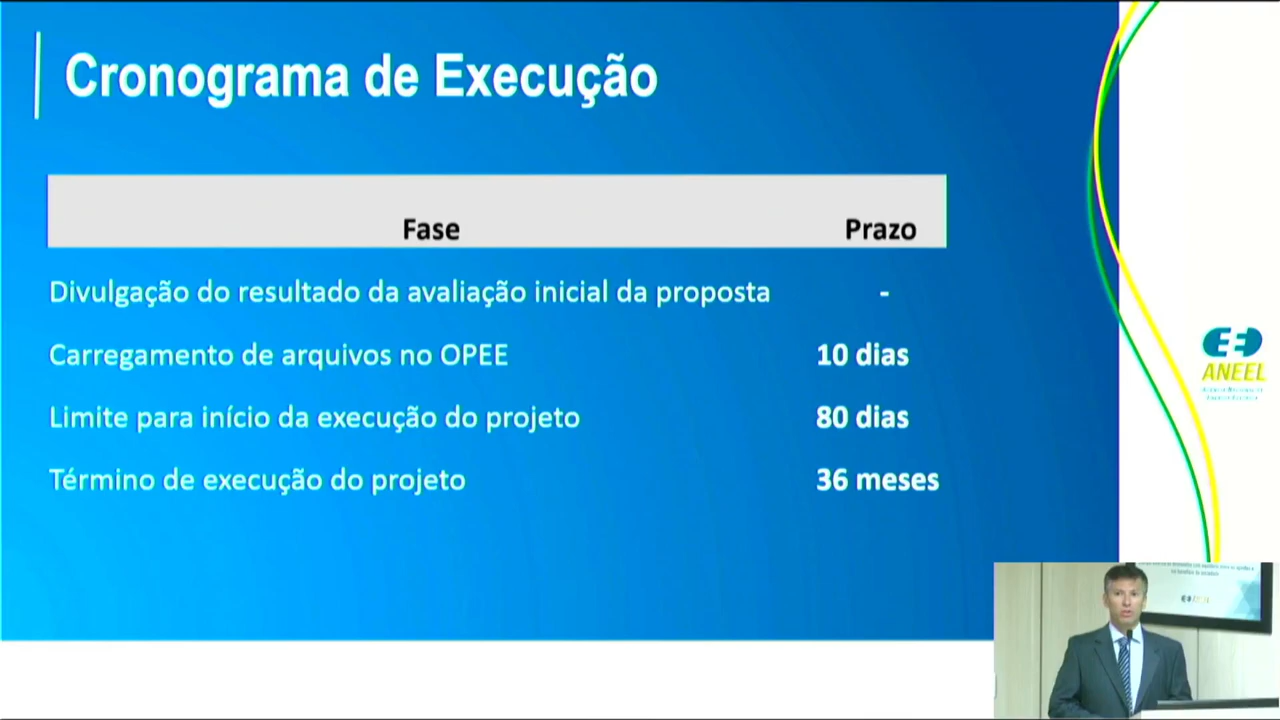 Cronograma de Execução
Fase Prazo
Divulgação do resultado da avaliação inicial da proposta -
Carregamento de arquivos no OPEE 10 dias
Limite para início da execução do projeto 80 dias
Término de execução do projeto 36 meses
ANEEL